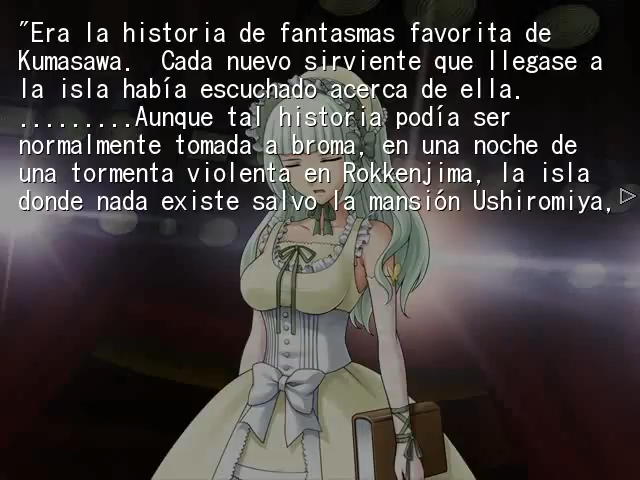 "Era la historia de fantasmas favorita de
Kumasawa.  Cada nuevo sirviente que llegase a
la isla había escuchado acerca de ella.
.........Aunque tal historia podía ser
normalmente tomada a broma, en una noche de
una tormenta violenta en Rokkenjima, la isla
donde nada existe salvo la mansión Ushiromiya,